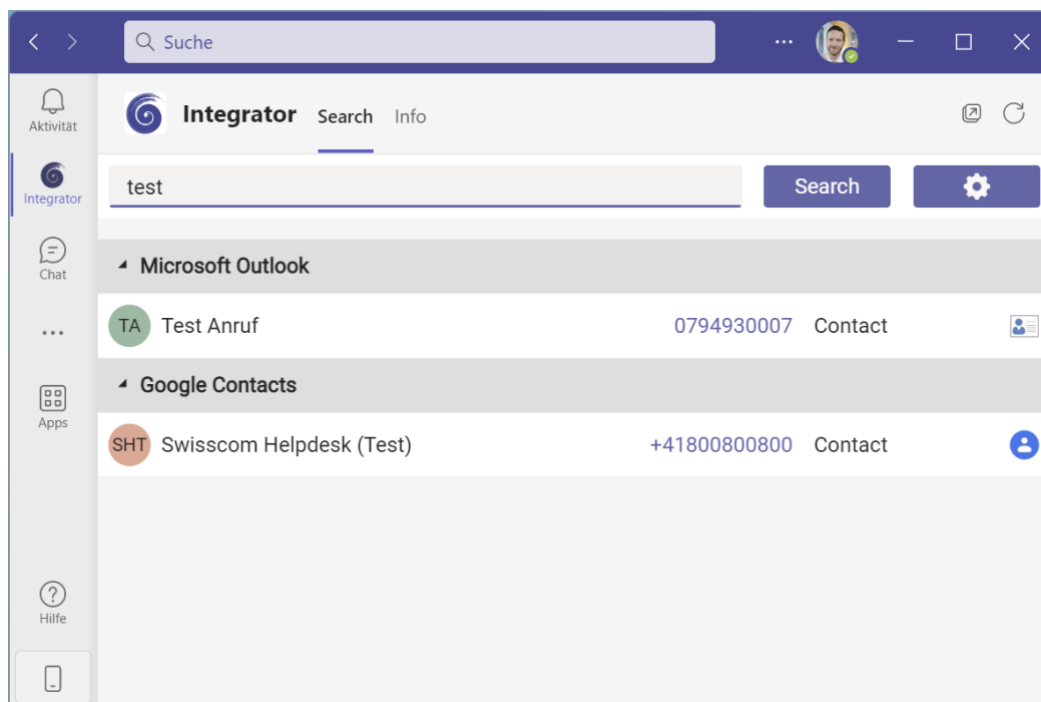 Suche
Aktivität
Integrator Search Info
Integrator
test Search
Chat
Microsoft Outlook
TA Test Anruf 0794930007 Contact
Google Contacts
Apps
SHT Swisscom Helpdesk (Test) +41800800800 Contact
Hilfe